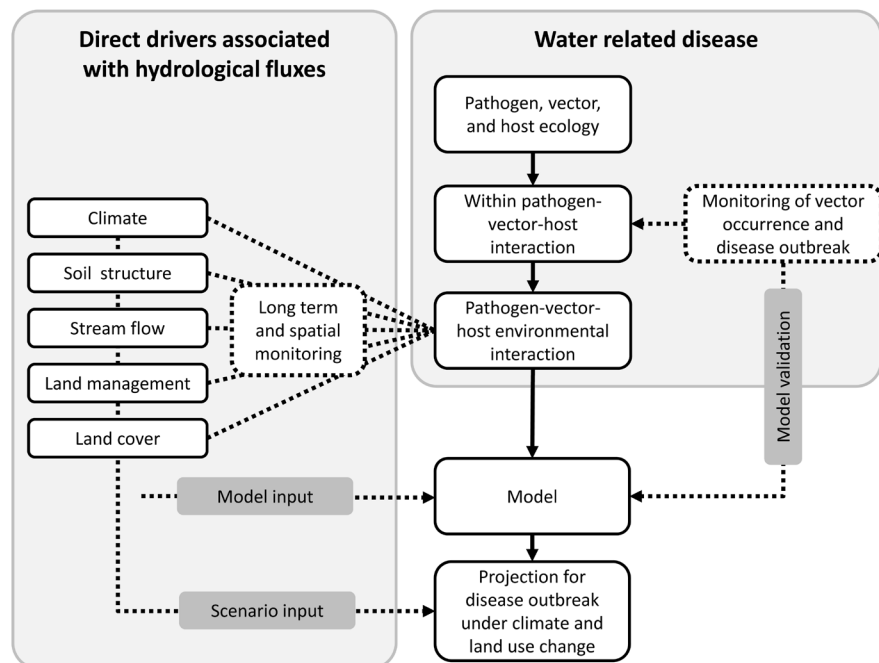 Direct drivers associated
with hydrological fluxes
Climate
Soil structure
Stream flow
Land management
Land cover
Long term
and spatial
monitoring
Model input
Scenario input
Water related disease
Pathogen, vector,
and host ecology
Within pathogen-
vector-host
interaction
Pathogen-vector-
host environmental
interaction
Monitoring of vector
occurrence and
disease outbreak
Model validation
Model
Projection for
disease outbreak
under climate and
land use change